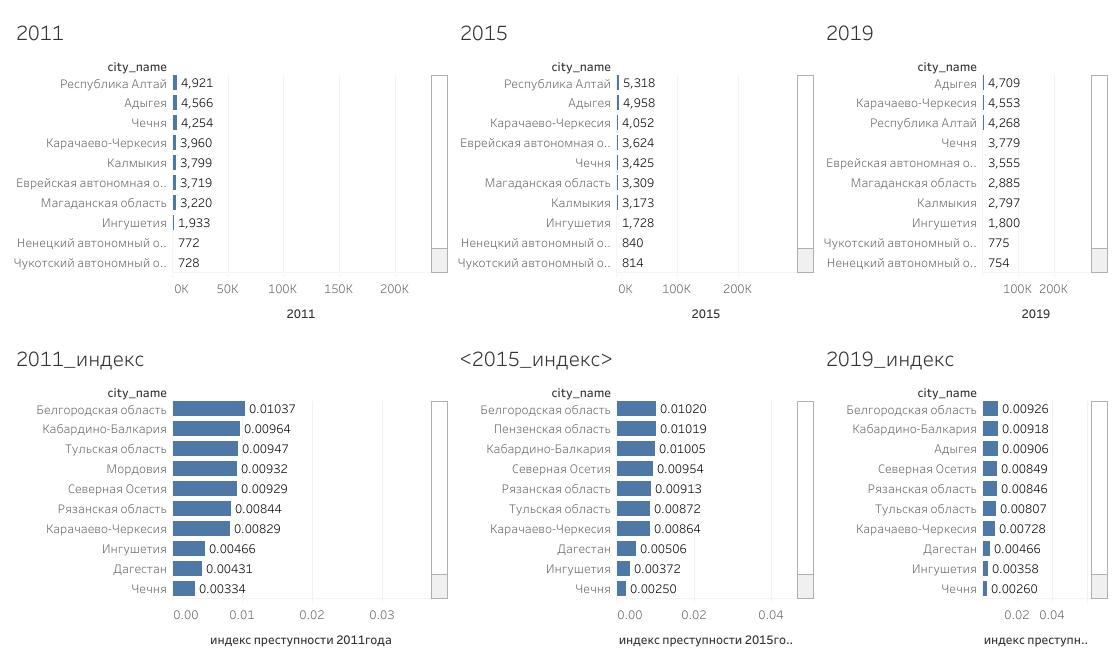 2011
city_name
Республика Алтай 4,921
Адыгея 4,566
Чечня 4,254
Карачаево-Черкесия 3,960
Калмыкия 3,799
Еврейская автономная о.. 3,719
Магаданская область 3,220
Ингушетия 1,933
Ненецкий автономный о.. 772
Чукотский автономный о.. 728
0K 50K 100K 150K 200K
2011
2015
city_name
Республика Алтай 5,318
Адыгея 4,958
Карачаево-Черкесия 4,052
Еврейская автономная о.. 3,624
Чечня 3,425
Магаданская область 3,309
Калмыкия 3,173
Ингушетия 1,728
Ненецкий автономный о.. 840
Чукотский автономный о.. 814
0K 100K 200K
2015
2019
city_name
Адыгея 4,709
Карачаево-Черкесия 4,553
Республика Алтай 4,268
Чечня 3,779
Еврейская автономная о.. 3,555
Магаданская область 2,885
Калмыкия 2,797
Ингушетия 1,800
Чукотский автономный о.. 775
Ненецкий автономный о.. 754
100K 200K
2019
2011_индекс
city_name
Белгородская область 0.01037
Кабардино-Балкария 0.00964
Тульская область 0.00947
Мордовия 0.00932
Северная Осетия 0.00929
Рязанская область 0.00844
Карачаево-Черкесия 0.00829
Ингушетия 0.00466
Дагестан 0.00431
Чечня 0.00334
0.00 0.01 0.02 0.03
индекс преступности 2011года
<2015_индекс>
city_name
Белгородская область 0.01020
Пензенская область 0.01019
Кабардино-Балкария 0.01005
Северная Осетия 0.00954
Рязанская область 0.00913
Тульская область 0.00872
Карачаево-Черкесия 0.00864
Дагестан 0.00506
Ингушетия 0.00372
Чечня 0.00250
0.00 0.02 0.04
индекс преступности 2015го..
2019_индекс
city_name
Белгородская область 0.00926
Кабардино-Балкария 0.00918
Адыгея 0.00906
Северная Осетия 0.00849
Рязанская область 0.00846
Тульская область 0.00807
Карачаево-Черкесия 0.00728
Дагестан 0.00466
Ингушетия 0.00358
Чечня 0.00260
0.02 0.04
индекс преступн..